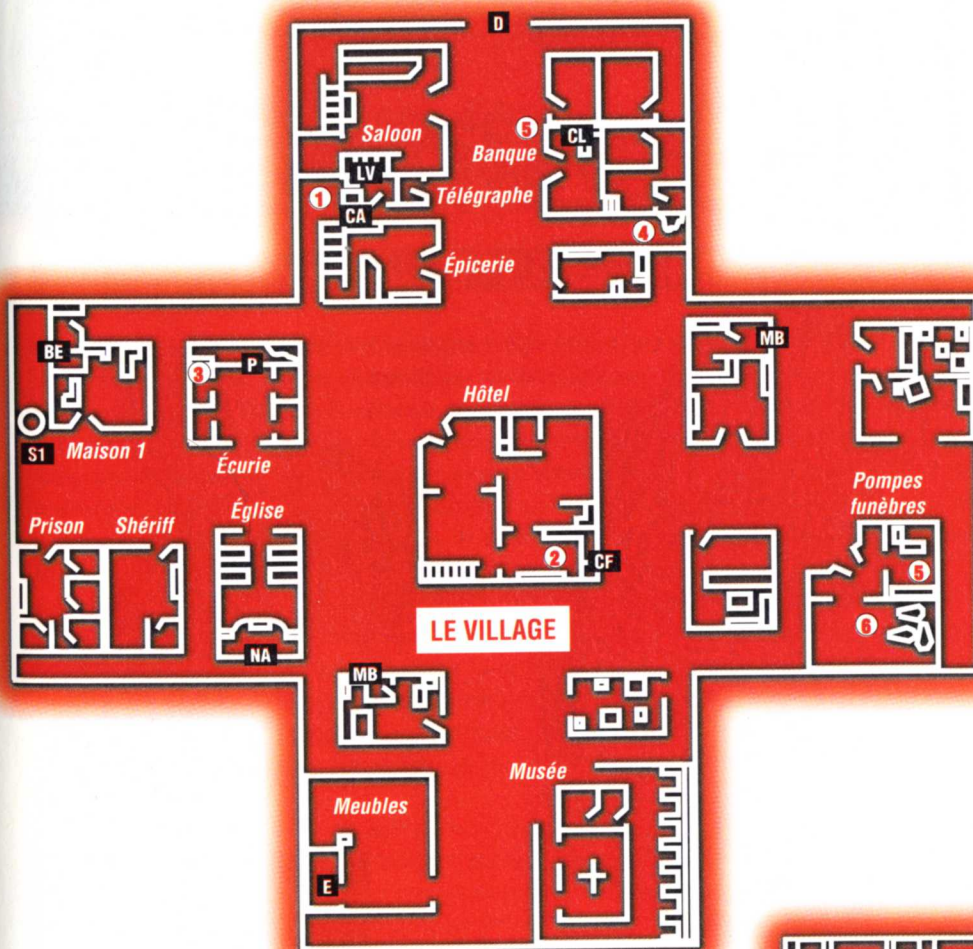 D
Saloon
5
CL
Banque
LV
1
Télégraphe
CA
4
Épicerie
BE
3
P
MB
Hôtel
S1
Maison 1
Écurie
Pompes
funèbres
Église
Prison
Shériff
2
CF
5
LE VILLAGE
6
NA
MB
Musée
Meubles
E